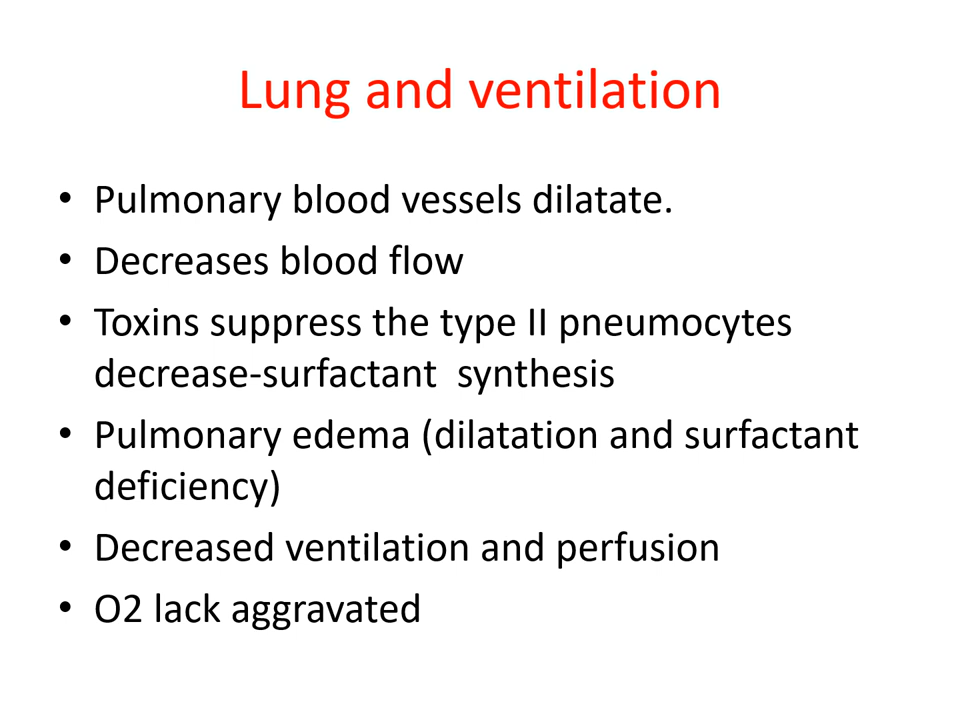 Lung and ventilation
• Pulmonary blood vessels dilatate.
• Decreases blood flow
• Toxins suppress the type II pneumocytes
decrease-surfactant  synthesis
• Pulmonary edema (dilatation and surfactant
deficiency)
• Decreased ventilation and perfusion
• O2 lack aggravated